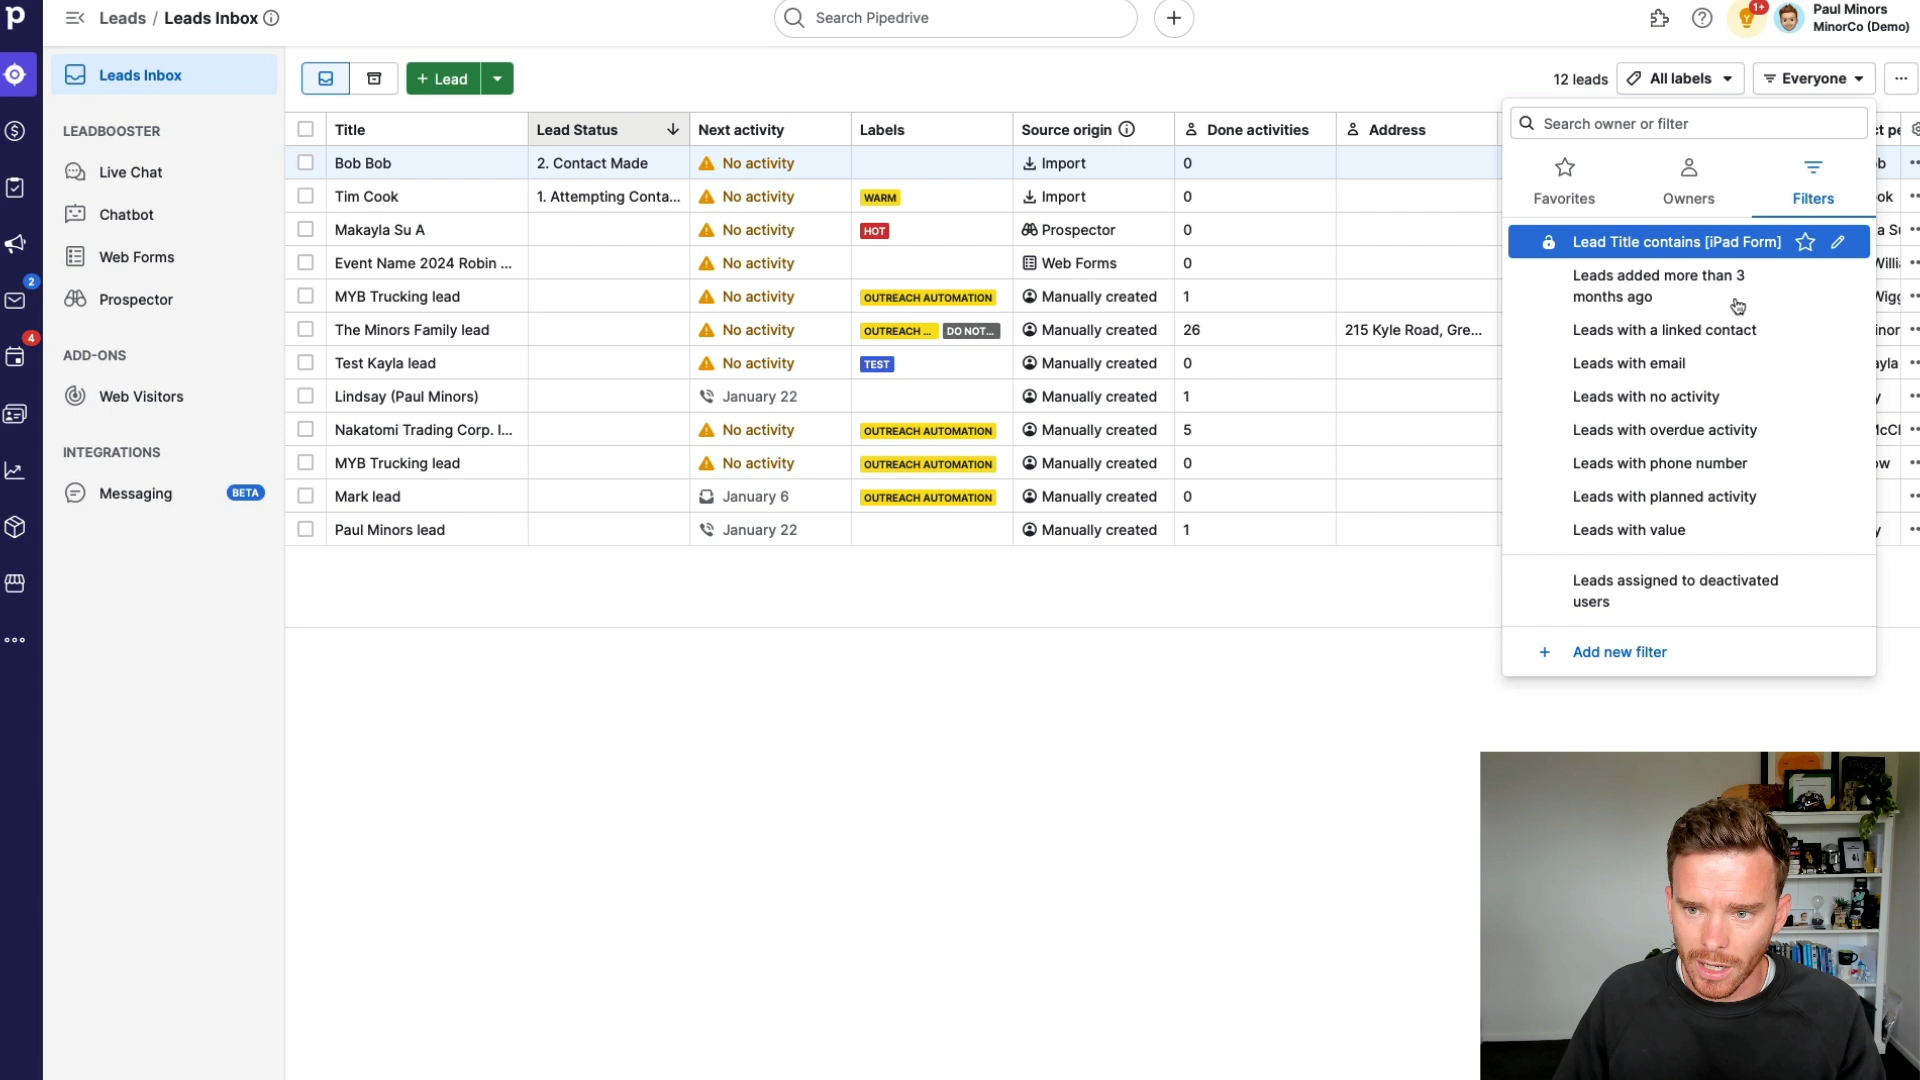 Leads / Leads Inbox
Search Pipedrive
1+
Paul Minors
MinorCo (Demo)
Leads Inbox
LEADBOOSTER
Live Chat
Chatbot
Web Forms
Prospector
2
4
ADD-ONS
Web Visitors
INTEGRATIONS
Messaging BETA
+ Lead
12 leads All labels Everyone
Title Lead Status Next activity Labels Source origin Done activities Address
Bob Bob 2. Contact Made No activity Import 0
Tim Cook 1. Attempting Conta... No activity WARM Import 0
Makayla Su A No activity HOT Prospector 0
Event Name 2024 Robin ... No activity Web Forms 0
MYB Trucking lead No activity OUTREACH AUTOMATION Manually created 1
The Minors Family lead No activity OUTREACH ... DO NOT... Manually created 26 215 Kyle Road, Gre...
Test Kayla lead No activity TEST Manually created 0
Lindsay (Paul Minors) January 22 Manually created 1
Nakatomi Trading Corp. l... No activity OUTREACH AUTOMATION Manually created 5
MYB Trucking lead No activity OUTREACH AUTOMATION Manually created 0
Mark lead January 6 OUTREACH AUTOMATION Manually created 0
Paul Minors lead January 22 Manually created 1
Search owner or filter
Favorites Owners Filters
Lead Title contains [iPad Form]
Leads added more than 3
months ago
Leads with a linked contact
Leads with email
Leads with no activity
Leads with overdue activity
Leads with phone number
Leads with planned activity
Leads with value
Leads assigned to deactivated
users
+ Add new filter